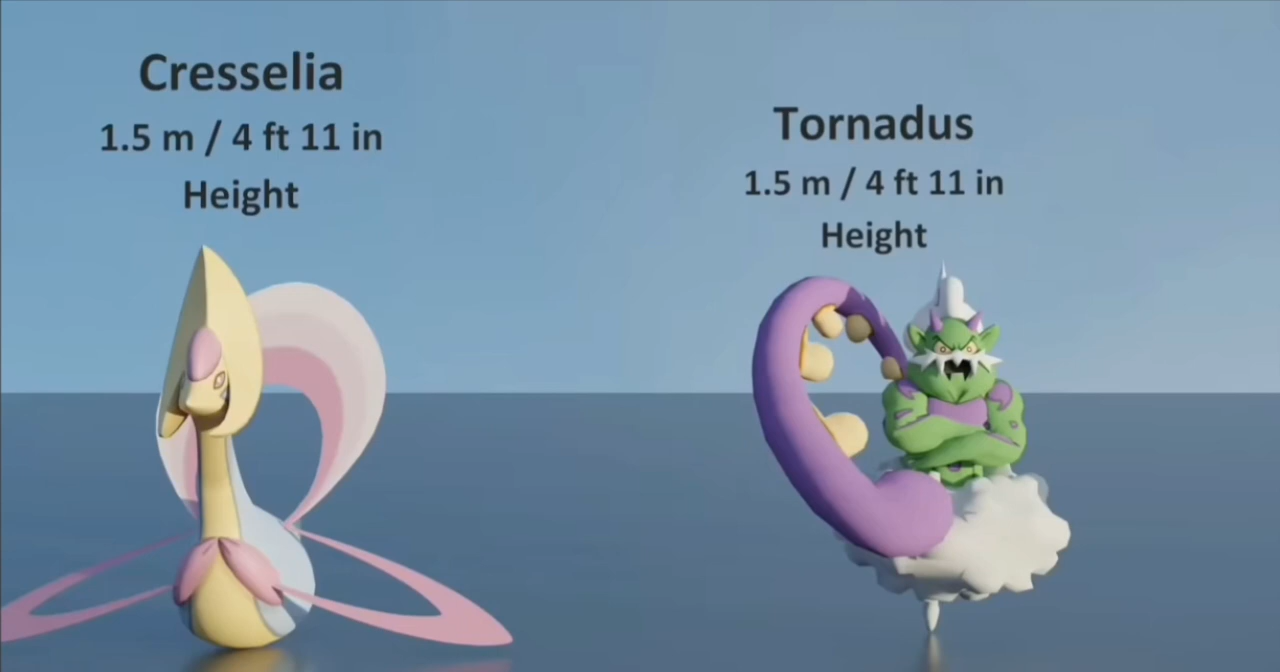 Cresselia
1.5 m / 4 ft 11 in
Height
Tornadus
1.5 m / 4 ft 11 in
Height